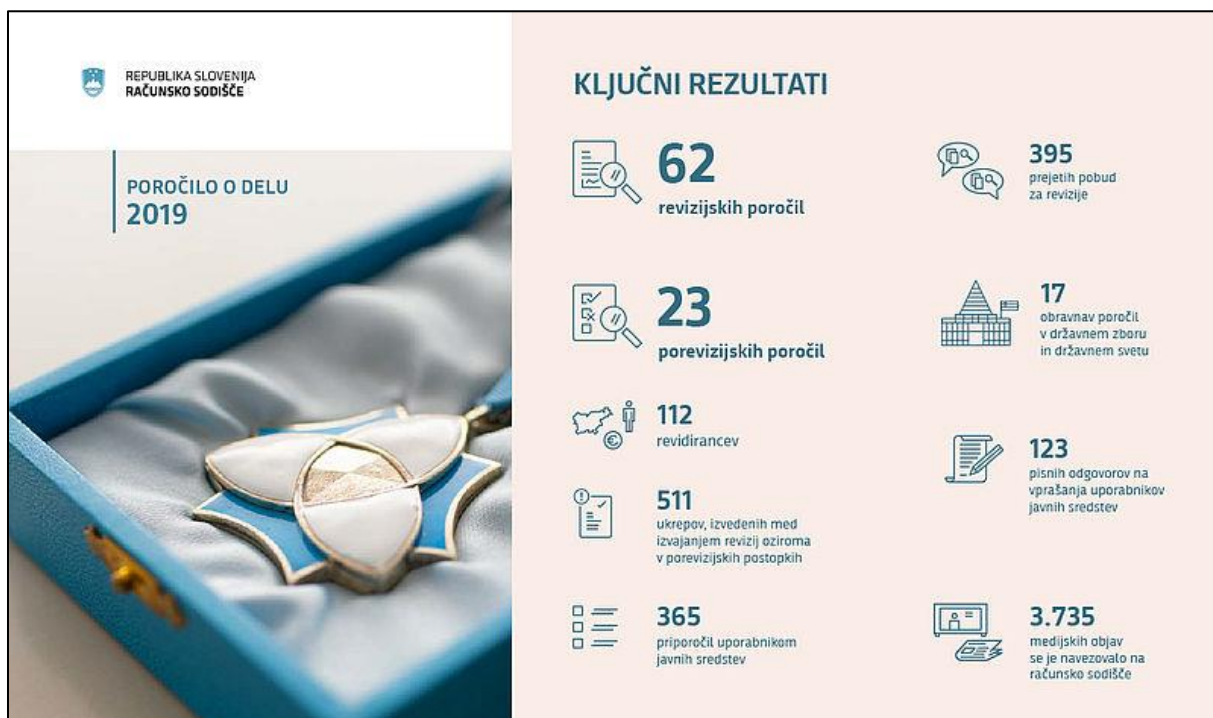 REPUBLIKA SLOVENIJA
RAČUNSKO SODIŠČE
POROČILO O DELU
2019
KLJUČNI REZULTATI
62
revizijskih poročil
23
porevizijskih poročil
112
revidirancev
511
ukrepov, izvedenih med
izvajanjem revizij oziroma
v porevizijskih postopkih
365
priporočil uporabnikom
javnih sredstev
395
prejetih pobud
za revizije
17
obravnav poročil
v državnem zboru
in državnem svetu
123
pisnih odgovorov na
vprašanja uporabnikov
javnih sredstev
3.735
medijskih objav
se je navezovalo na
računsko sodišče